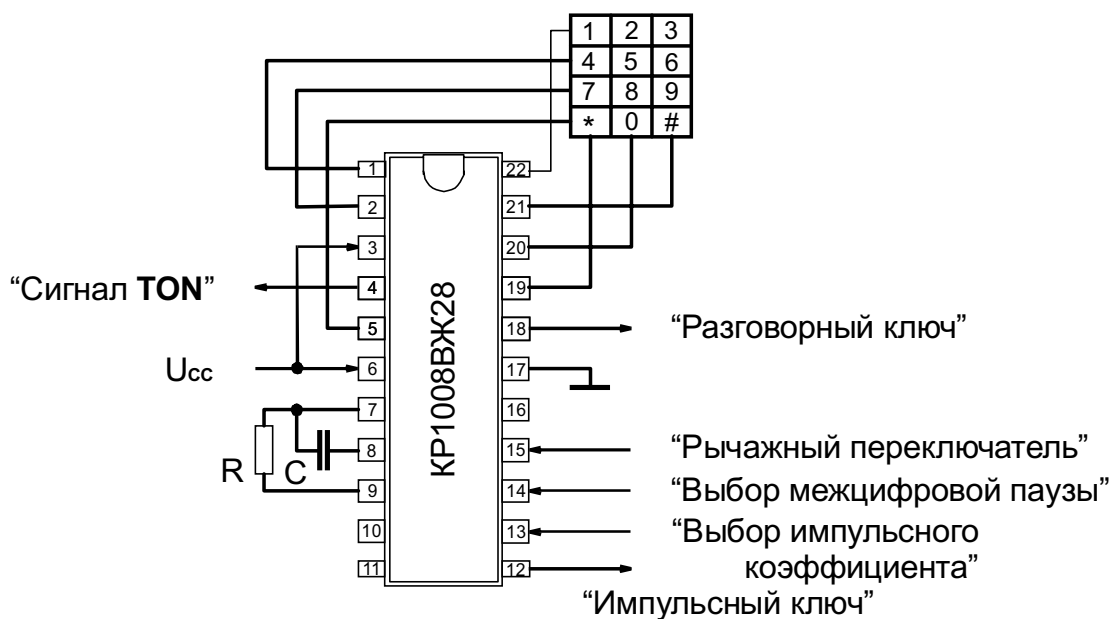 1 2 3
4 5 6
7 8 9
* 0 #
1 22
2 21
3 20
“Сигнал TON” 4 19
5 18 “Разговорный ключ”
Ucc 6 17
7 16
8 15 “Рычажный переключатель”
R C 9 14 “Выбор межцифровой паузы”
10 13 “Выбор импульсного
коэффициента”
11 12
“Импульсный ключ”
КР1008ВЖ28